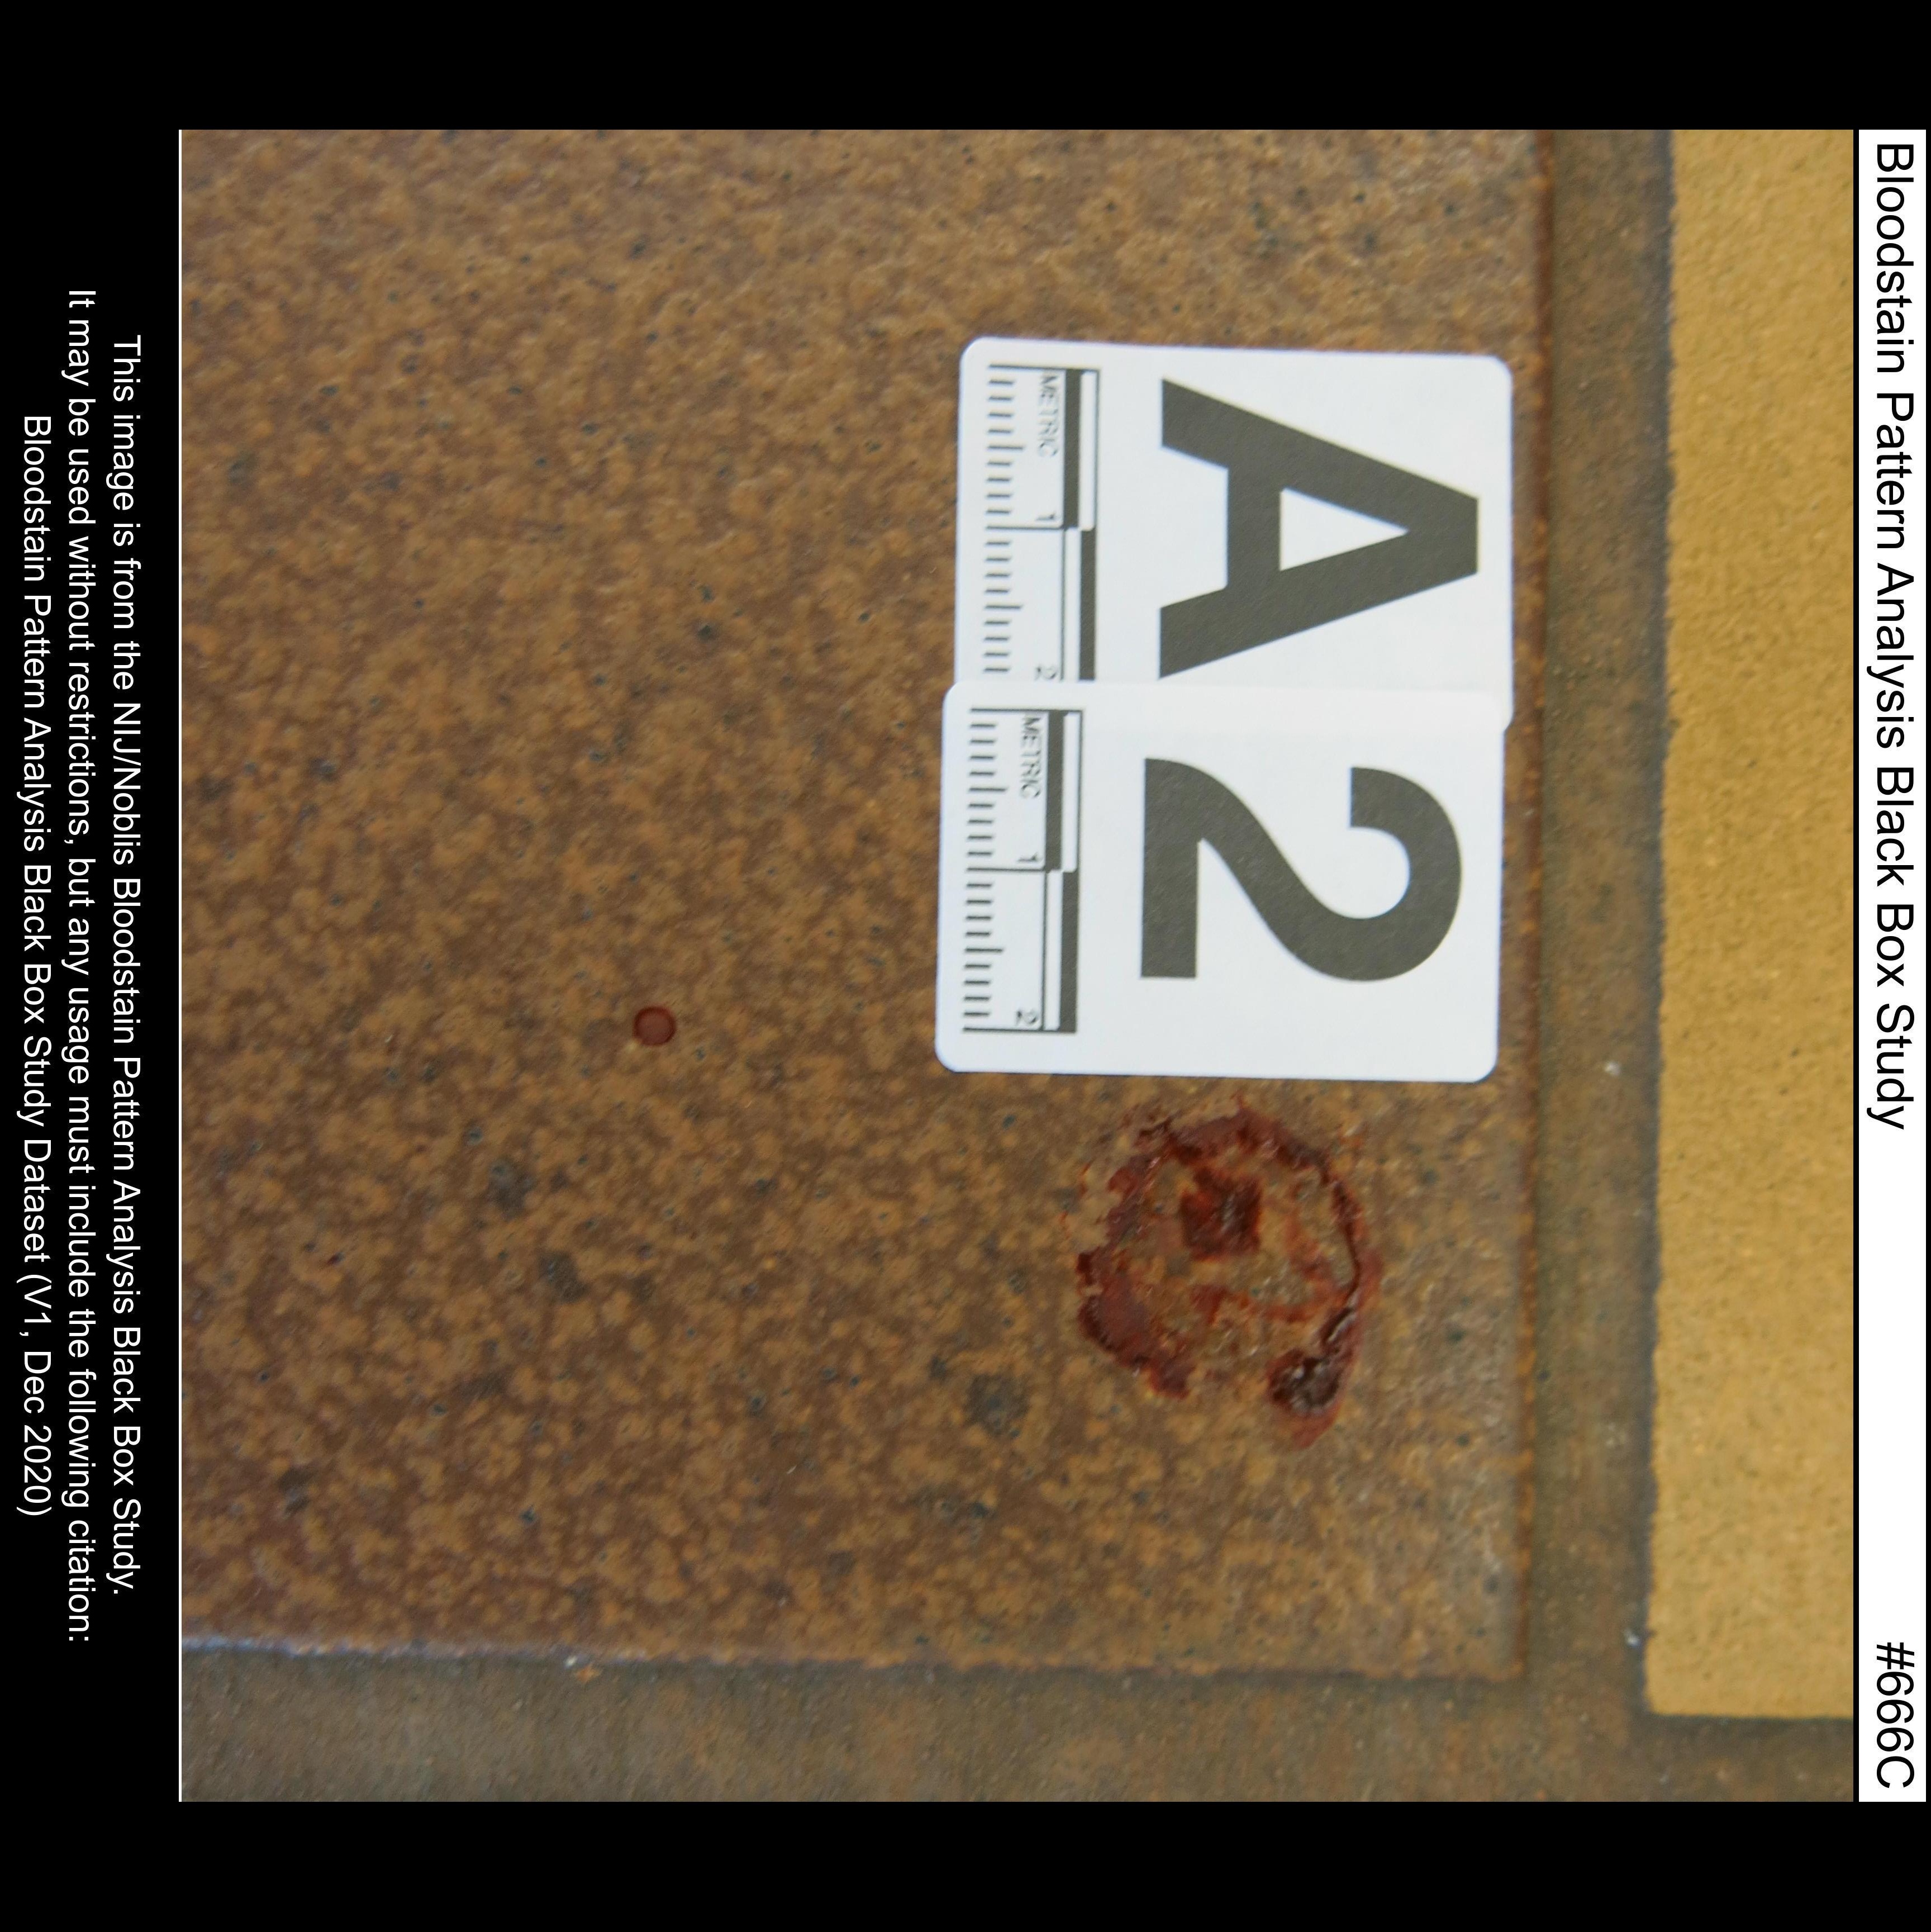 Bloodstain Pattern Analysis Black Box Study #666C
A2
METRIC 1 2
METRIC 1 2
This image is from the NIJ/Noblis Bloodstain Pattern Analysis Black Box Study.
It may be used without restrictions, but any usage must include the following citation:
Bloodstain Pattern Analysis Black Box Study Dataset (V1, Dec 2020)